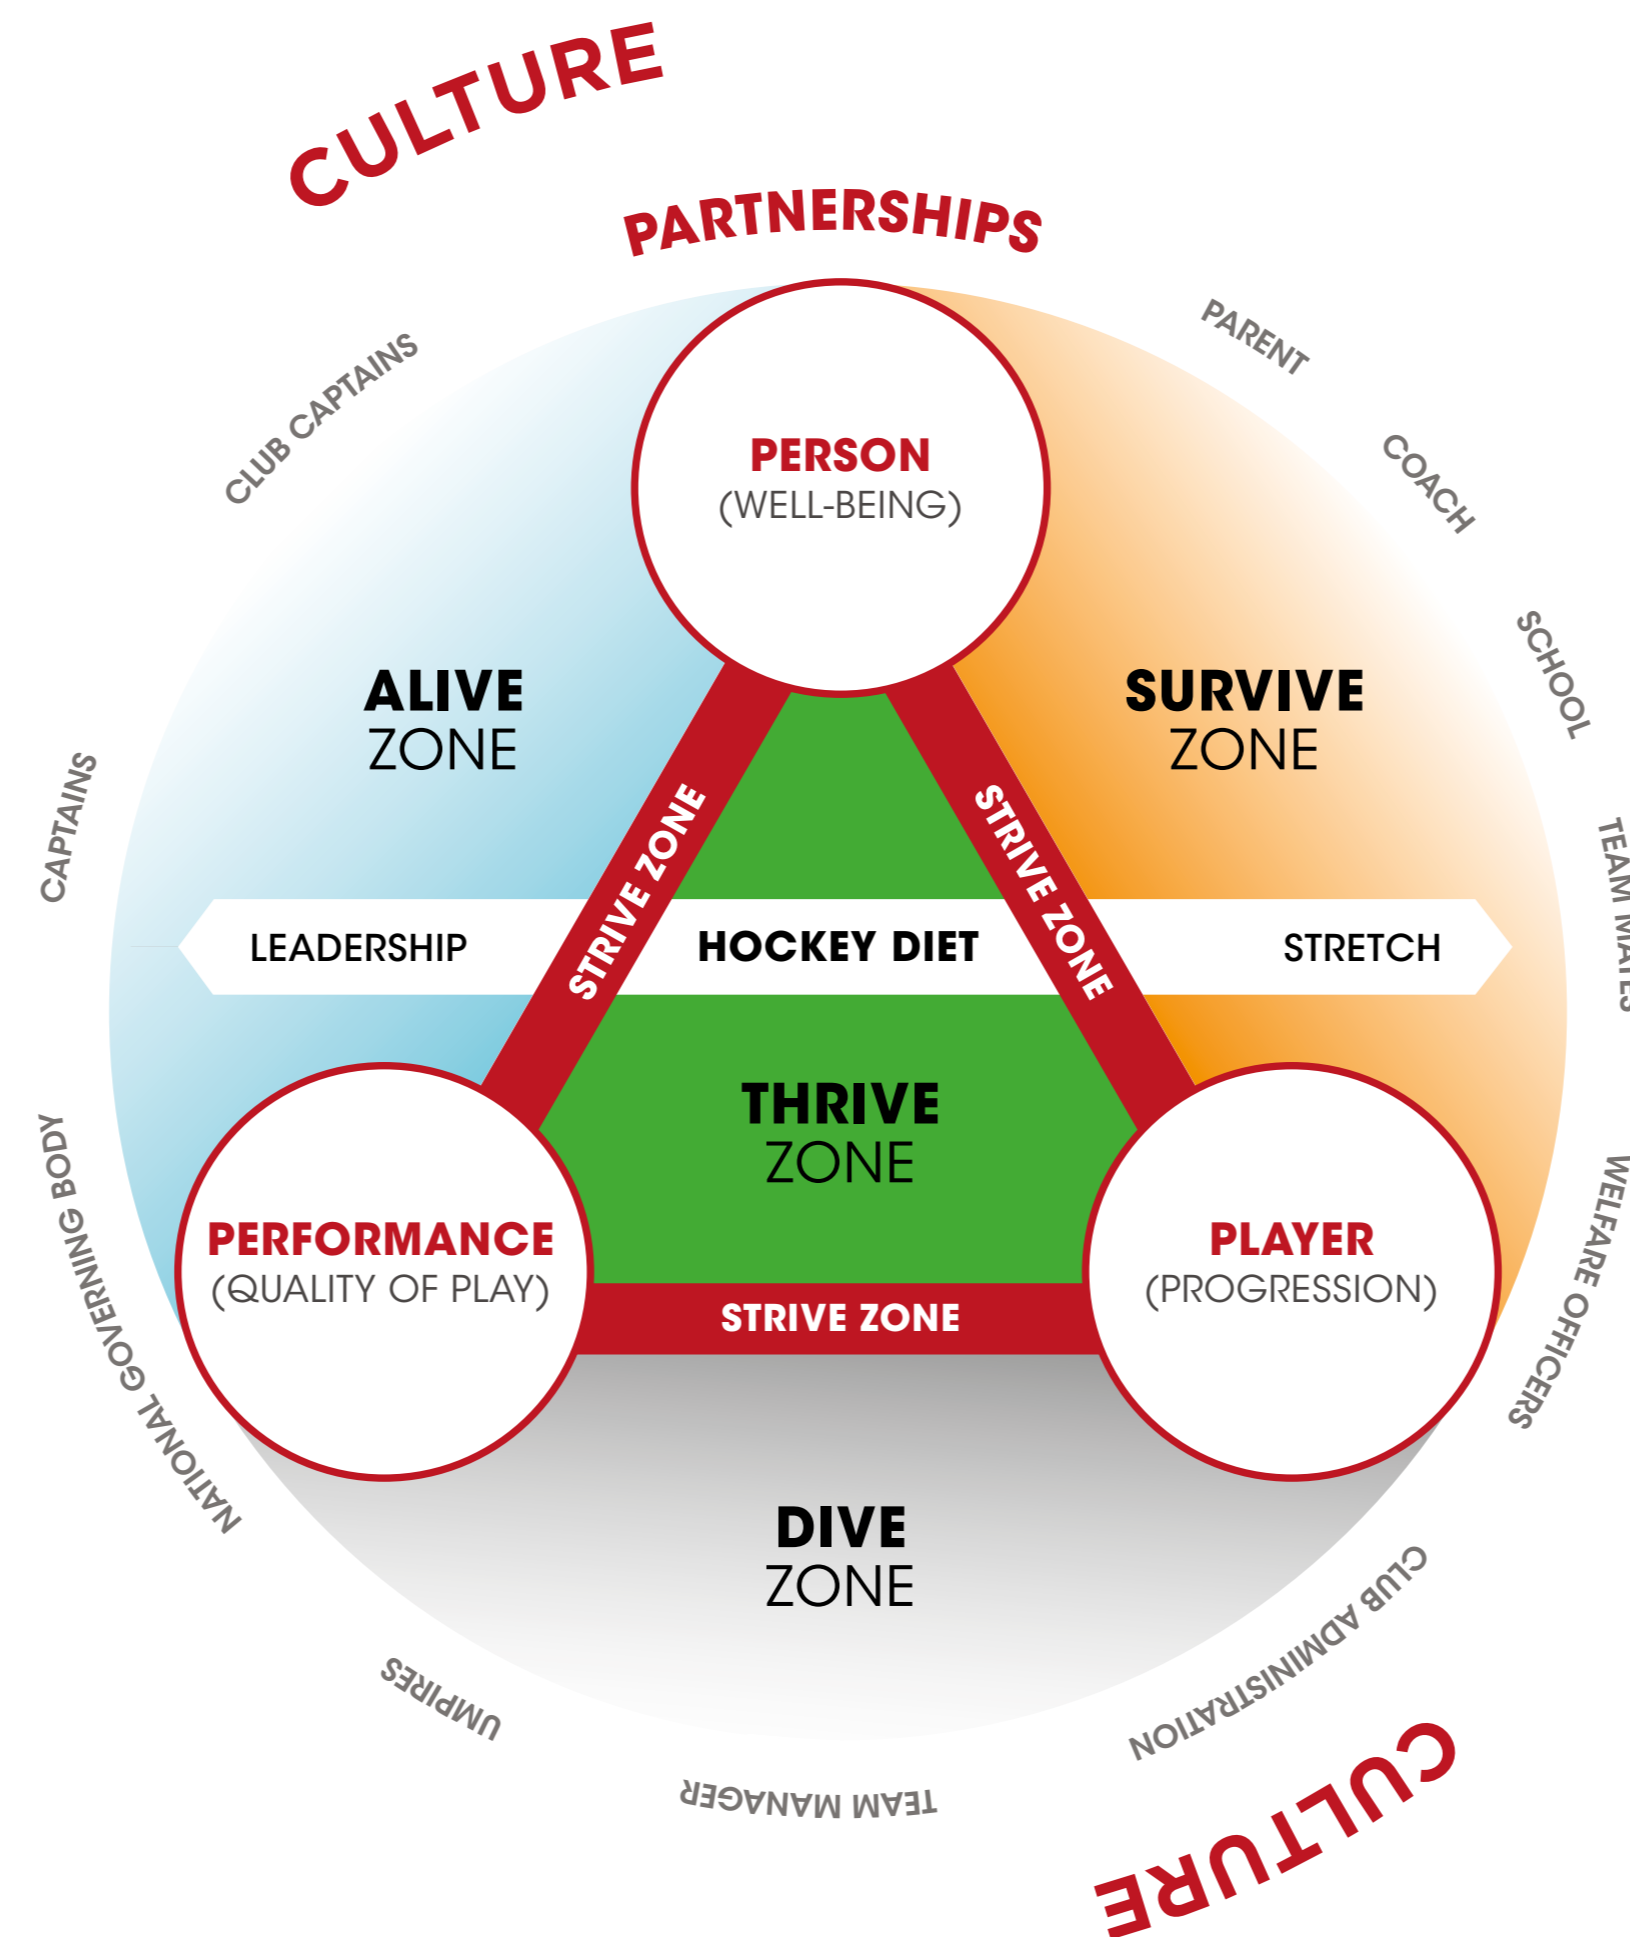 CULTURE
PARTNERSHIPS
PARENT
COACH
SCHOOL
TEAM MATES
WELFARE OFFICERS
CLUB ADMINISTRATION
TEAM MANAGER
UMPIRES
NATIONAL GOVERNING BODY
CAPTAINS
CLUB CAPTAINS
PERSON
(WELL-BEING)
ALIVE
ZONE
SURVIVE
ZONE
STRIVE ZONE
STRIVE ZONE
LEADERSHIP
HOCKEY DIET
STRETCH
THRIVE
ZONE
PERFORMANCE
(QUALITY OF PLAY)
PLAYER
(PROGRESSION)
STRIVE ZONE
DIVE
ZONE
CULTURE